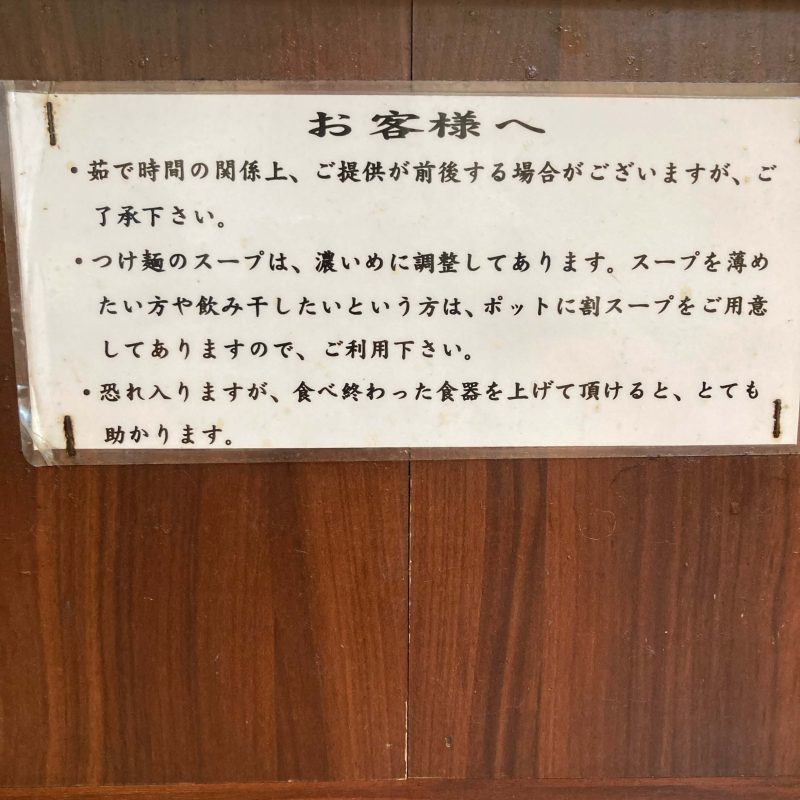 お客様へ
・茹で時間の関係上、ご提供が前後する場合がございますが、ご
了承下さい。
・つけ麺のスープは、濃いめに調整してあります。スープを薄め
たい方や飲み干したいという方は、ポットに割スープをご用意
してありますので、ご利用下さい。
・恐れ入りますが、食べ終わった食器を上げて頂けると、とても
助かります。